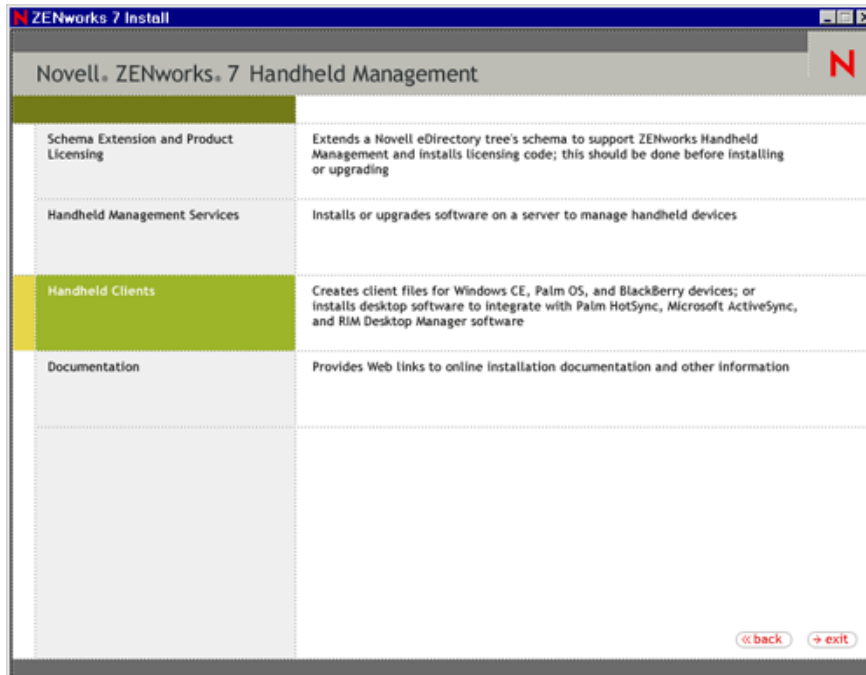 ZENworks 7 Install
Novell® ZENworks® 7 Handheld Management
N
Schema Extension and Product
Licensing
Extends a Novell eDirectory tree's schema to support ZENworks Handheld
Management and installs licensing code; this should be done before installing
or upgrading
Handheld Management Services
Installs or upgrades software on a server to manage handheld devices
Handheld Clients
Creates client files for Windows CE, Palm OS, and BlackBerry devices; or
installs desktop software to integrate with Palm HotSync, Microsoft ActiveSync,
and RIM Desktop Manager software
Documentation
Provides Web links to online installation documentation and other information
back
exit